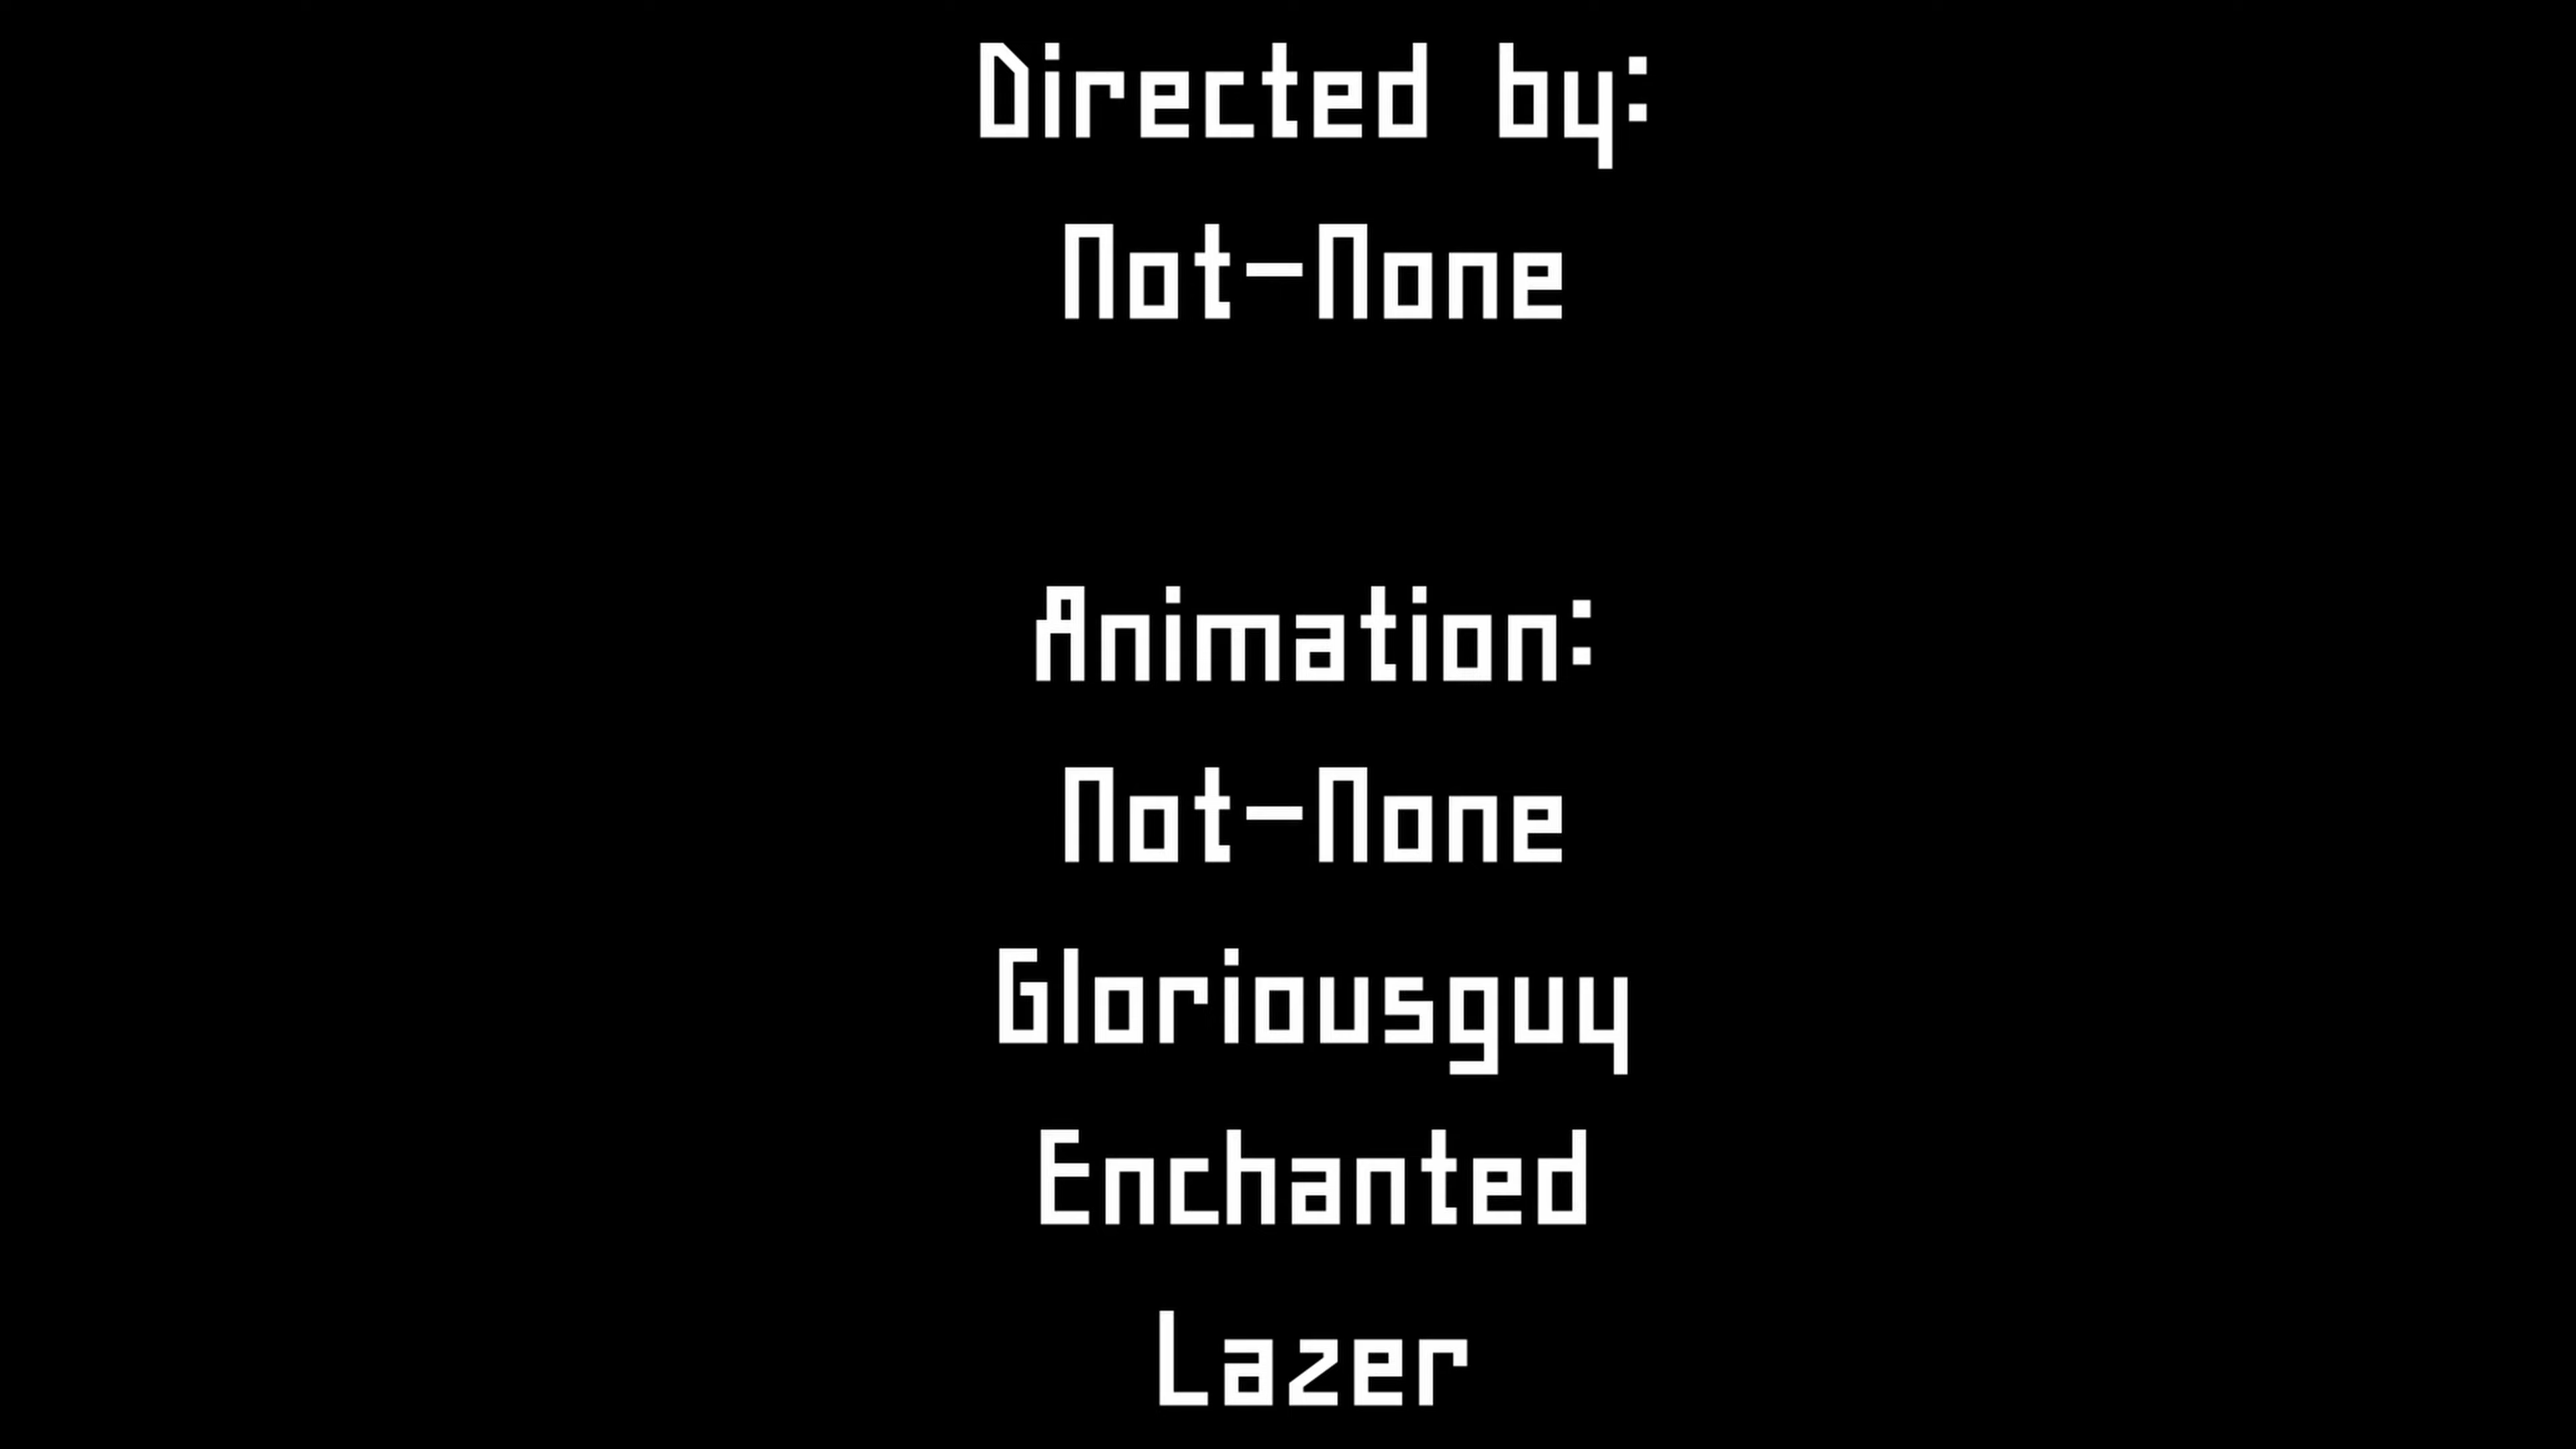 Directed by:
Not-None
Animation:
Not-None
Gloriousguy
Enchanted
Lazer